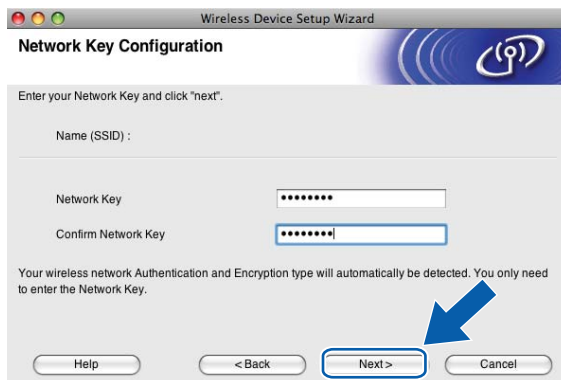 Wireless Device Setup Wizard
Network Key Configuration
Enter your Network Key and click "next".
Name (SSID) :
Network Key ••••••••
Confirm Network Key ••••••••
Your wireless network Authentication and Encryption type will automatically be detected. You only need
to enter the Network Key.
Help < Back Next > Cancel